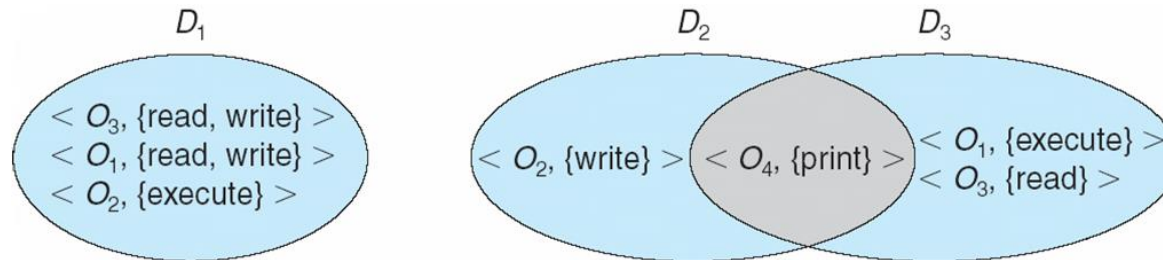 D₁
D₂
D₃
< O₃, {read, write} >
< O₁, {read, write} >
< O₂, {execute} >
< O₂, {write} >
< O₄, {print} >
< O₁, {execute} >
< O₃, {read} >